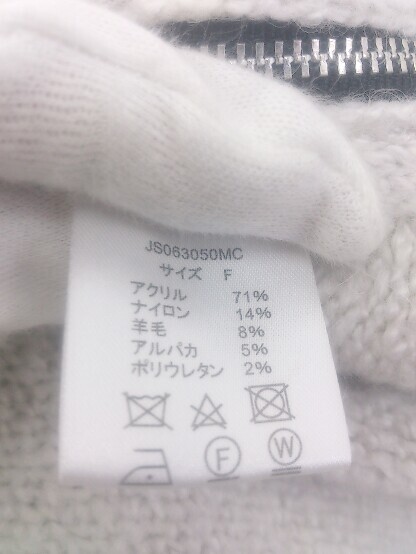 JS063050MC
サイズ F
アクリル 71%
ナイロン 14%
羊毛 8%
アルパカ 5%
ポリウレタン 2%
F W